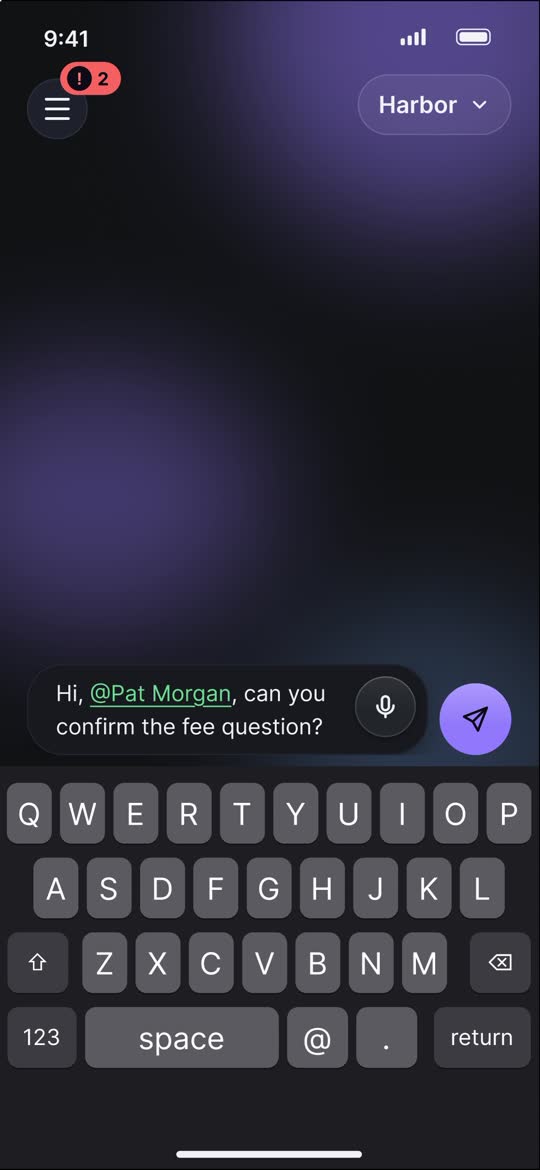 9:41
! 2
Harbor
Hi, @Pat Morgan, can you
confirm the fee question?
Q W E R T Y U I O P
A S D F G H J K L
Z X C V B N M
123 space @ . return